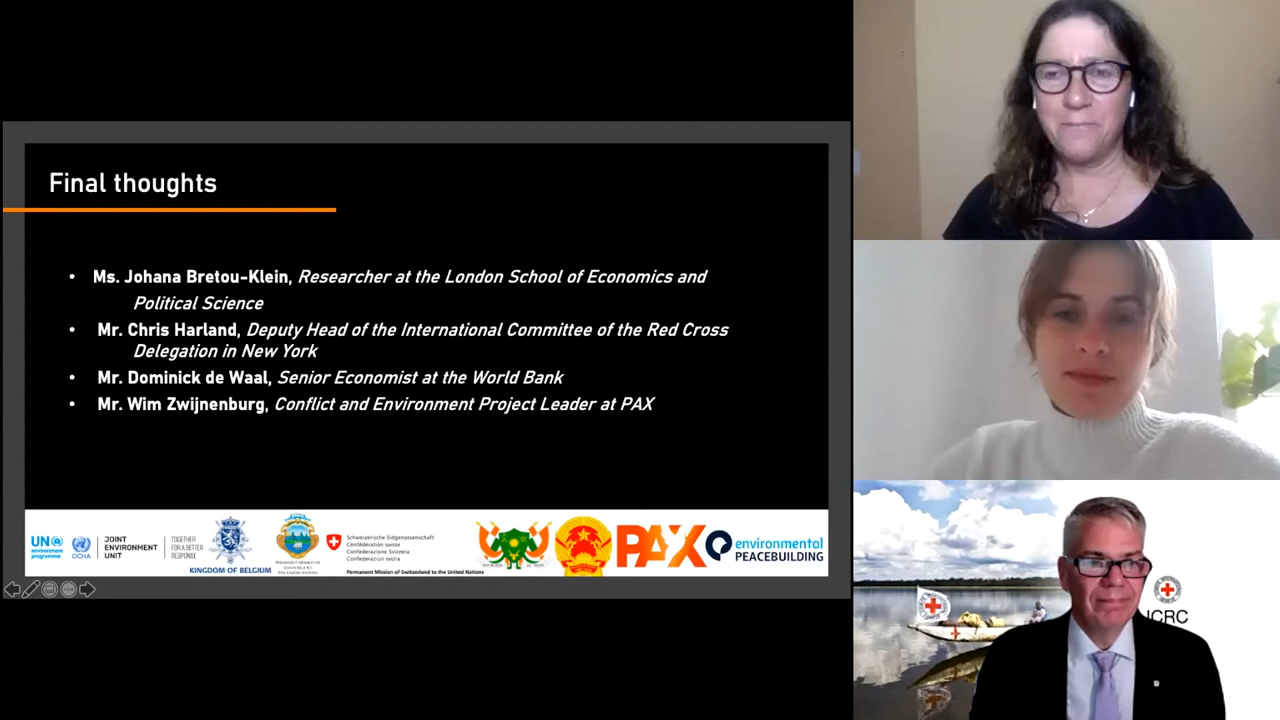 Final thoughts
• Ms. Johana Bretou-Klein, Researcher at the London School of Economics and
Political Science
• Mr. Chris Harland, Deputy Head of the International Committee of the Red Cross
Delegation in New York
• Mr. Dominick de Waal, Senior Economist at the World Bank
• Mr. Wim Zwijnenburg, Conflict and Environment Project Leader at PAX
UN
environment
programme
OCHA
JOINT
ENVIRONMENT
UNIT
TOGETHER
FOR A BETTER
RESPONSE
KINGDOM OF BELGIUM
Schweizerische Eidgenossenschaft
Confédération suisse
Confederazione Svizzera
Confederaziun svizra
Permanent Mission of Switzerland to the United Nations
PAX
environmental
PEACEBUILDING
ICRC